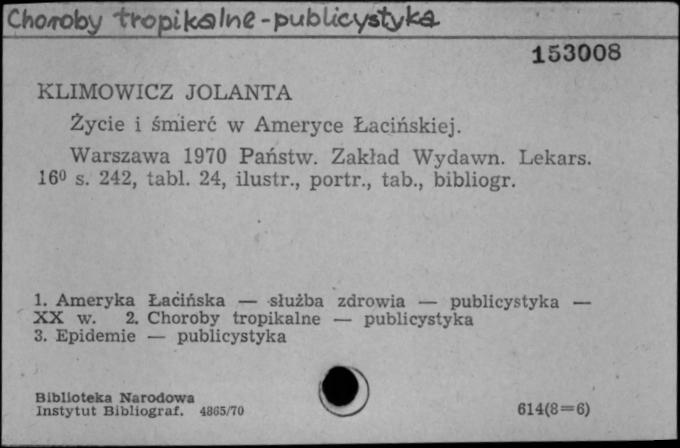 Choroby tropikalne - publicystyka
153008
KLIMOWICZ JOLANTA
Życie i śmierć w Ameryce Łacińskiej.
Warszawa 1970 Państw. Zakład Wydawn. Lekars.
16⁰ s. 242, tabl. 24, ilustr., portr., tab., bibliogr.
1. Ameryka Łacińska — służba zdrowia — publicystyka —
XX w. 2. Choroby tropikalne — publicystyka
3. Epidemie — publicystyka
Biblioteka Narodowa
Instytut Bibliograf. 4865/70
614(8=6)